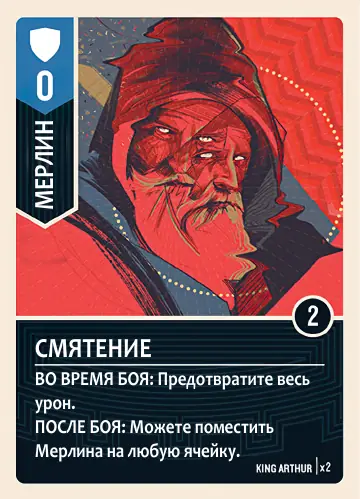 0
МЕРЛИН
2
СМЯТЕНИЕ
ВО ВРЕМЯ БОЯ: Предотвратите весь
урон.
ПОСЛЕ БОЯ: Можете поместить
Мерлина на любую ячейку.
KING ARTHUR | x2